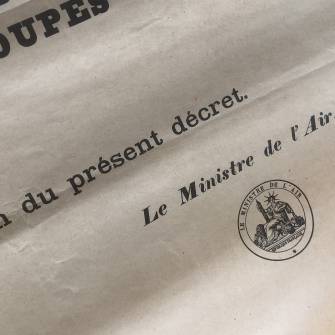 OUPES
n du présent décret.
Le Ministre de l'Air.
LE MINISTRE DE L'AIR